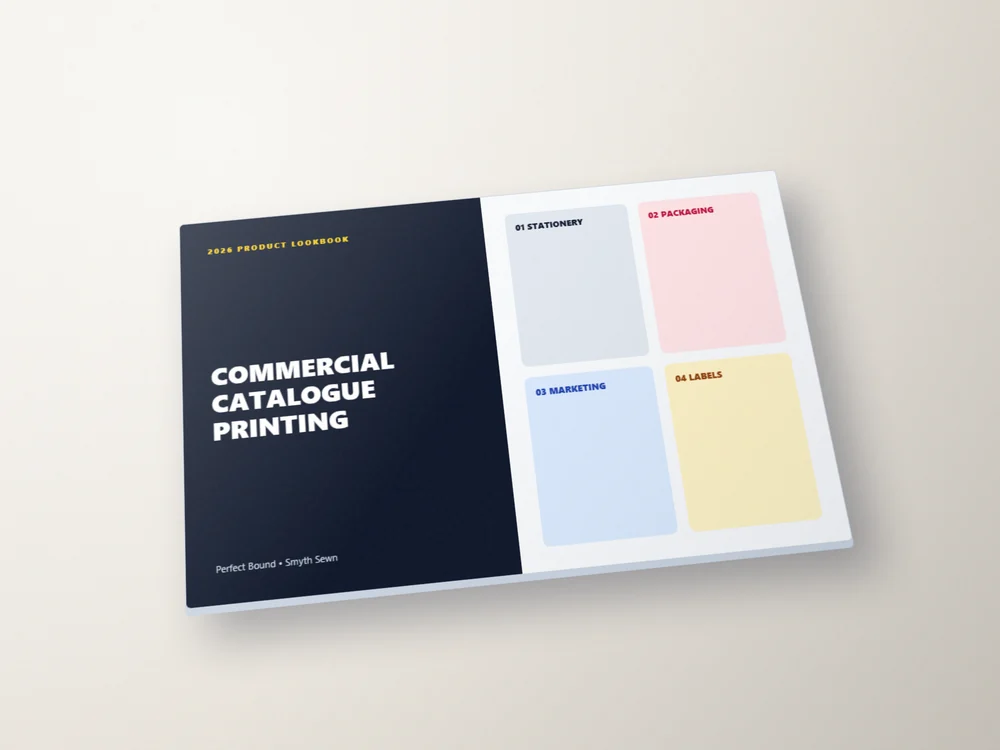 2026 PRODUCT LOOKBOOK
COMMERCIAL
CATALOGUE
PRINTING
Perfect Bound • Smyth Sewn
01 STATIONERY
02 PACKAGING
03 MARKETING
04 LABELS